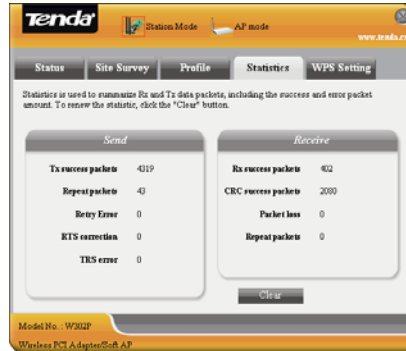 Tenda
Station Mode AP mode
Status Site Survey Profile Statistics WPS Setting
Statistics is used to summarize Rx and Tx data packets, including the success and error packet
amount. To renew the statistic, click the "Clear" button.
Send Receive
Tx success packets 4319 Rx success packets 402
Repeat packets 43 CRC success packets 2080
Retry Error 0 Packet loss 0
RTS correction 0 Repeat packets 0
TRS error 0
Clear
Model No. : W302P
Wireless PCI Adapter/Soft AP